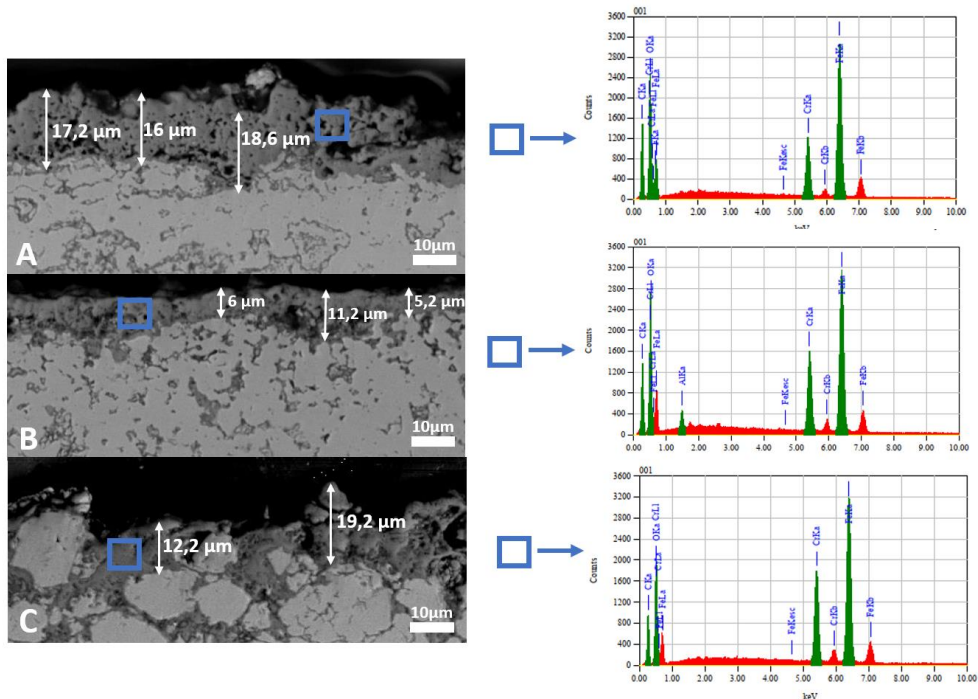 17,2 µm
16 µm
18,6 µm
A
10µm
6 µm
11,2 µm
5,2 µm
B
10µm
12,2 µm
19,2 µm
C
10µm
001
3600
3200
2800
2400
2000
1600
1200
800
400
0
Counts
CKa
OKa
CrL1
FeLa
FeKesc
CrKa
CrKb
FeKa
FeKb
0.00 1.00 2.00 3.00 4.00 5.00 6.00 7.00 8.00 9.00 10.00
001
3600
3200
2800
2400
2000
1600
1200
800
400
0
Counts
CKa
CrL1
OKa
FeLl
CrLa
FeLa
AlKa
FeKesc
CrKa
CrKb
FeKa
FeKb
0.00 1.00 2.00 3.00 4.00 5.00 6.00 7.00 8.00 9.00 10.00
001
3600
3200
2800
2400
2000
1600
1200
800
400
0
Counts
CKa
OKa CrL1
CrLa
FeLa
FeKesc
CrKa
CrKb
FeKa
FeKb
0.00 1.00 2.00 3.00 4.00 5.00 6.00 7.00 8.00 9.00 10.00
keV